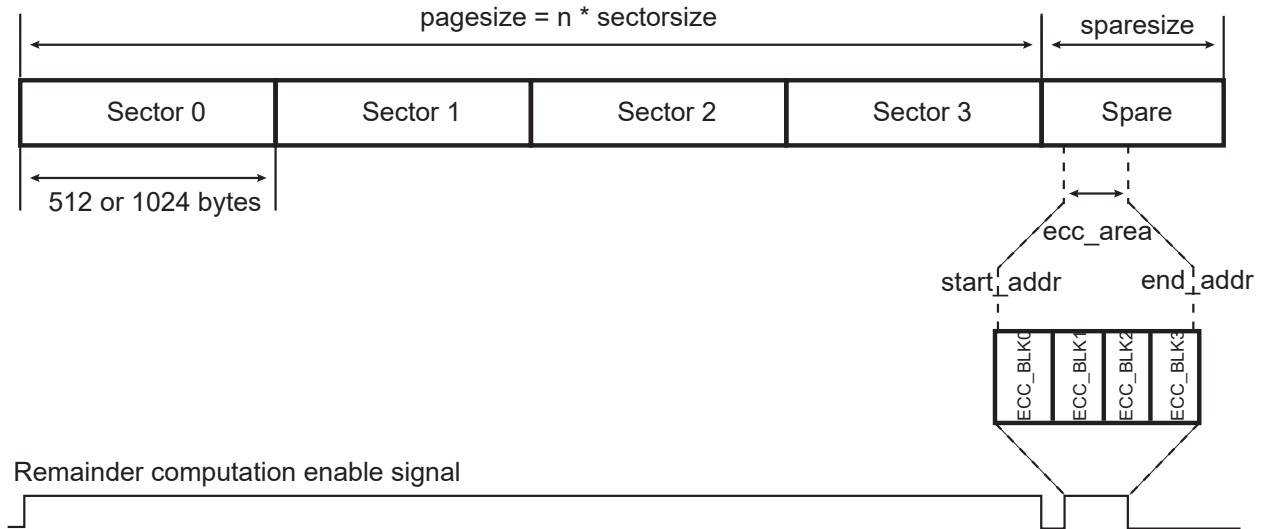 pagesize = n * sectorsize
sparesize
Sector 0
Sector 1
Sector 2
Sector 3
Spare
512 or 1024 bytes
ecc_area
start_addr
end_addr
ECC_BLK0
ECC_BLK1
ECC_BLK2
ECC_BLK3
Remainder computation enable signal